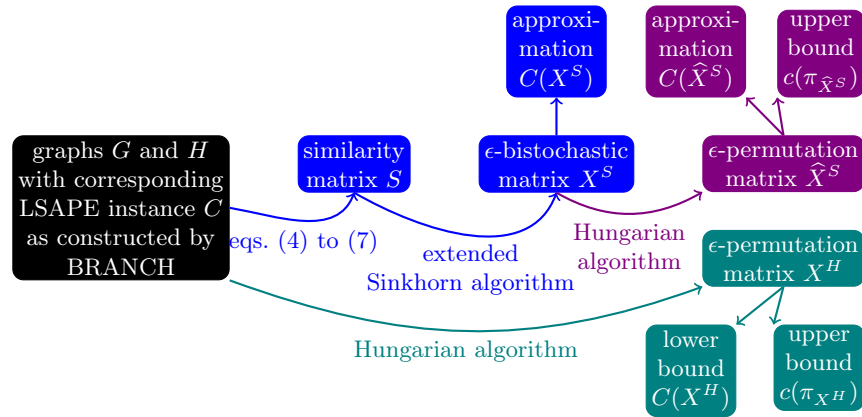 approxi-
mation
C(X^S)
approxi-
mation
C(X̂^S)
upper
bound
c(π_{X̂^S})
graphs G and H
with corresponding
LSAPE instance C
as constructed by
BRANCH
similarity
matrix S
ϵ-bistochastic
matrix X^S
ϵ-permutation
matrix X̂^S
eqs. (4) to (7)
extended
Sinkhorn algorithm
Hungarian
algorithm
ϵ-permutation
matrix X^H
Hungarian algorithm
lower
bound
C(X^H)
upper
bound
c(π_{X^H})